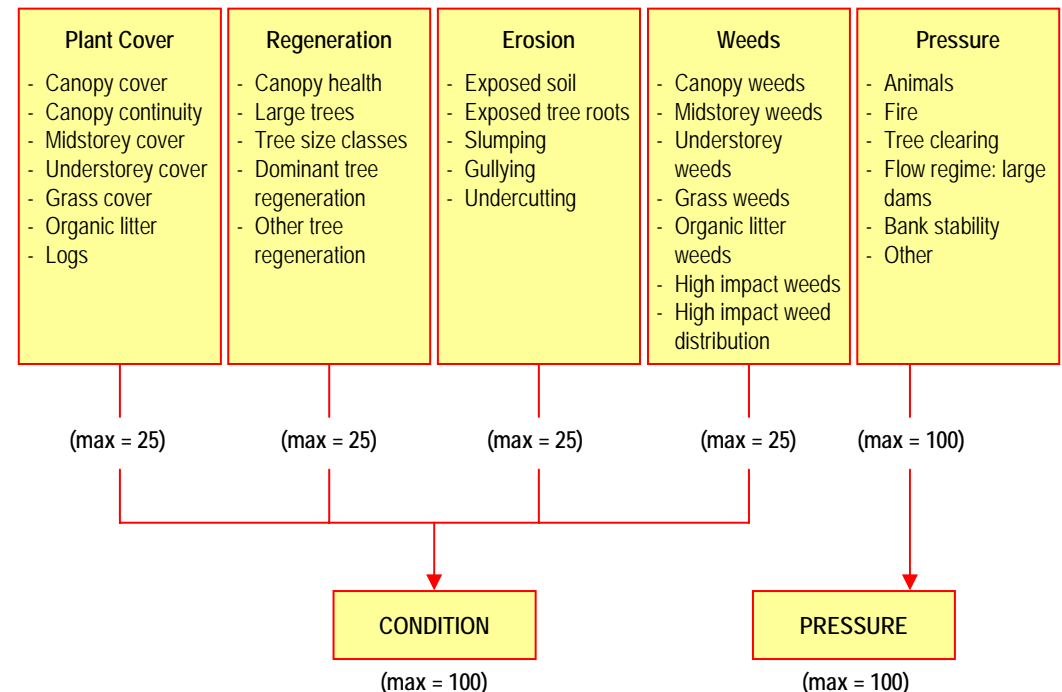 Plant Cover
- Canopy cover
- Canopy continuity
- Midstorey cover
- Understorey cover
- Grass cover
- Organic litter
- Logs
Regeneration
- Canopy health
- Large trees
- Tree size classes
- Dominant tree
regeneration
- Other tree
regeneration
Erosion
- Exposed soil
- Exposed tree roots
- Slumping
- Gullying
- Undercutting
Weeds
- Canopy weeds
- Midstorey weeds
- Understorey
weeds
- Grass weeds
- Organic litter
weeds
- High impact weeds
- High impact weed
distribution
Pressure
- Animals
- Fire
- Tree clearing
- Flow regime: large
dams
- Bank stability
- Other
(max = 25)
(max = 25)
(max = 25)
(max = 25)
(max = 100)
CONDITION
(max = 100)
PRESSURE
(max = 100)